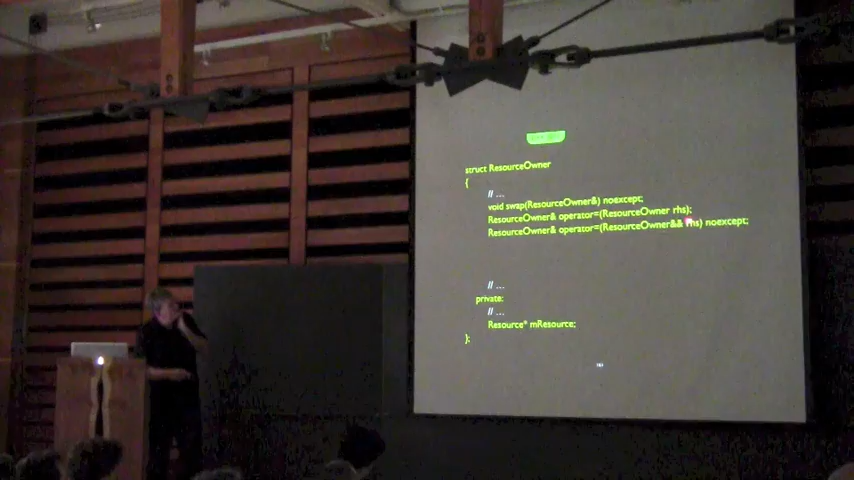 struct ResourceOwner
{
// ...
void swap(ResourceOwner&) noexcept;
ResourceOwner& operator=(ResourceOwner rhs);
ResourceOwner& operator=(ResourceOwner&& rhs) noexcept;
// ...
private:
// ...
Resource* mResource;
};